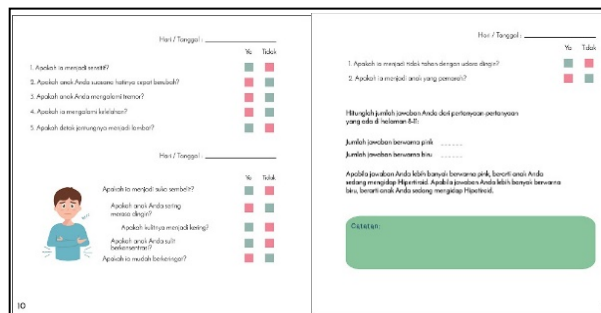 Hari / Tanggal :
Ya Tidak
1. Apakah ia menjadi sensitif?
2. Apakah anak Anda suasana hatinya cepat berubah?
3. Apakah anak Anda mengalami tremor?
4. Apakah ia mengalami kelelahan?
5. Apakah detak jantungnya menjadi lambat?
Hari / Tanggal :
Ya Tidak
Apakah ia menjadi suka sembelit?
Apakah anak Anda sering
merasa dingin?
Apakah kulitnya menjadi kering?
Apakah anak Anda sulit
berkonsentrasi?
Apakah ia mudah berkeringat?
10
Hari / Tanggal :
Ya Tidak
1. Apakah ia menjadi tidak tahan dengan udara dingin?
2. Apakah ia menjadi anak yang pemarah?
Hitunglah jumlah jawaban Anda dari pertanyaan-pertanyaan
yang ada di halaman 8-11:
Jumlah jawaban berwarna pink
Jumlah jawaban berwarna biru
Apabila jawaban Anda lebih banyak berwarna pink, berarti anak Anda
sedang mengidap Hipertiroid. Apabila jawaban Anda lebih banyak berwarna
biru, berarti anak Anda sedang mengidap Hipotiroid.
Catatan: